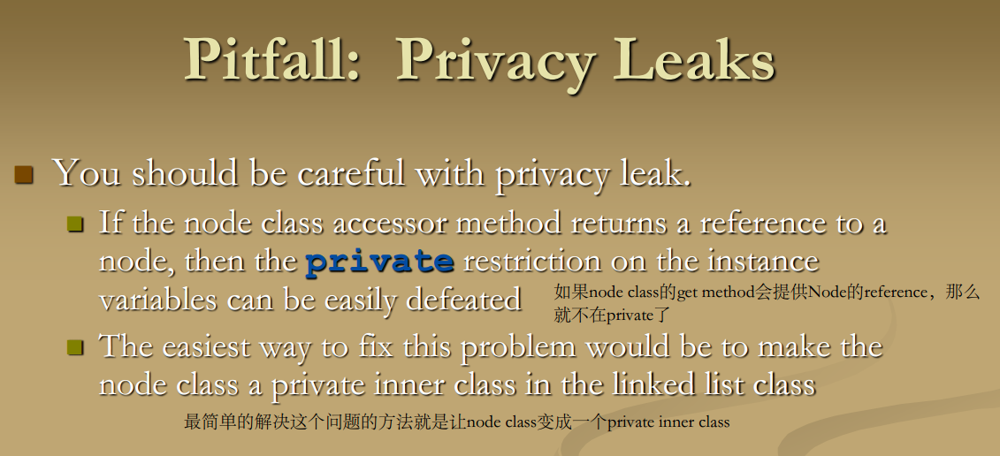 Pitfall: Privacy Leaks
You should be careful with privacy leak.
If the node class accessor method returns a reference to a
node, then the private restriction on the instance
variables can be easily defeated
如果node class的get method会提供Node的reference，那么
就不在private了
The easiest way to fix this problem would be to make the
node class a private inner class in the linked list class
最简单的解决这个问题的方法就是让node class变成一个private inner class